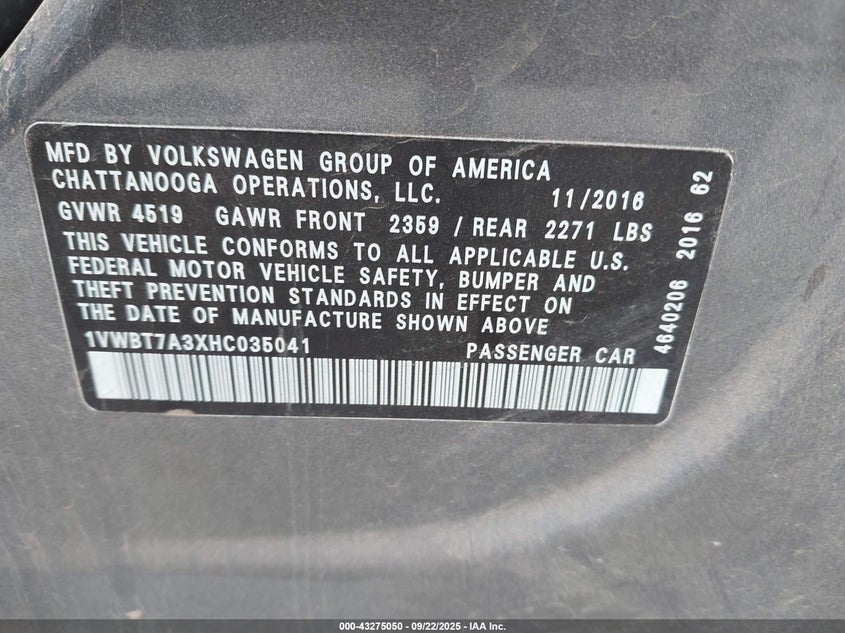 MFD BY VOLKSWAGEN GROUP OF AMERICA
CHATTANOOGA OPERATIONS, LLC. 11/2016
GVWR 4519 GAWR FRONT 2359 / REAR 2271 LBS
THIS VEHICLE CONFORMS TO ALL APPLICABLE U.S.
FEDERAL MOTOR VEHICLE SAFETY, BUMPER AND
THEFT PREVENTION STANDARDS IN EFFECT ON
THE DATE OF MANUFACTURE SHOWN ABOVE
1VWBT7A3XHC035041 PASSENGER CAR
4640206 2016 62
000-43275050 - 09/22/2025 - IAA Inc.